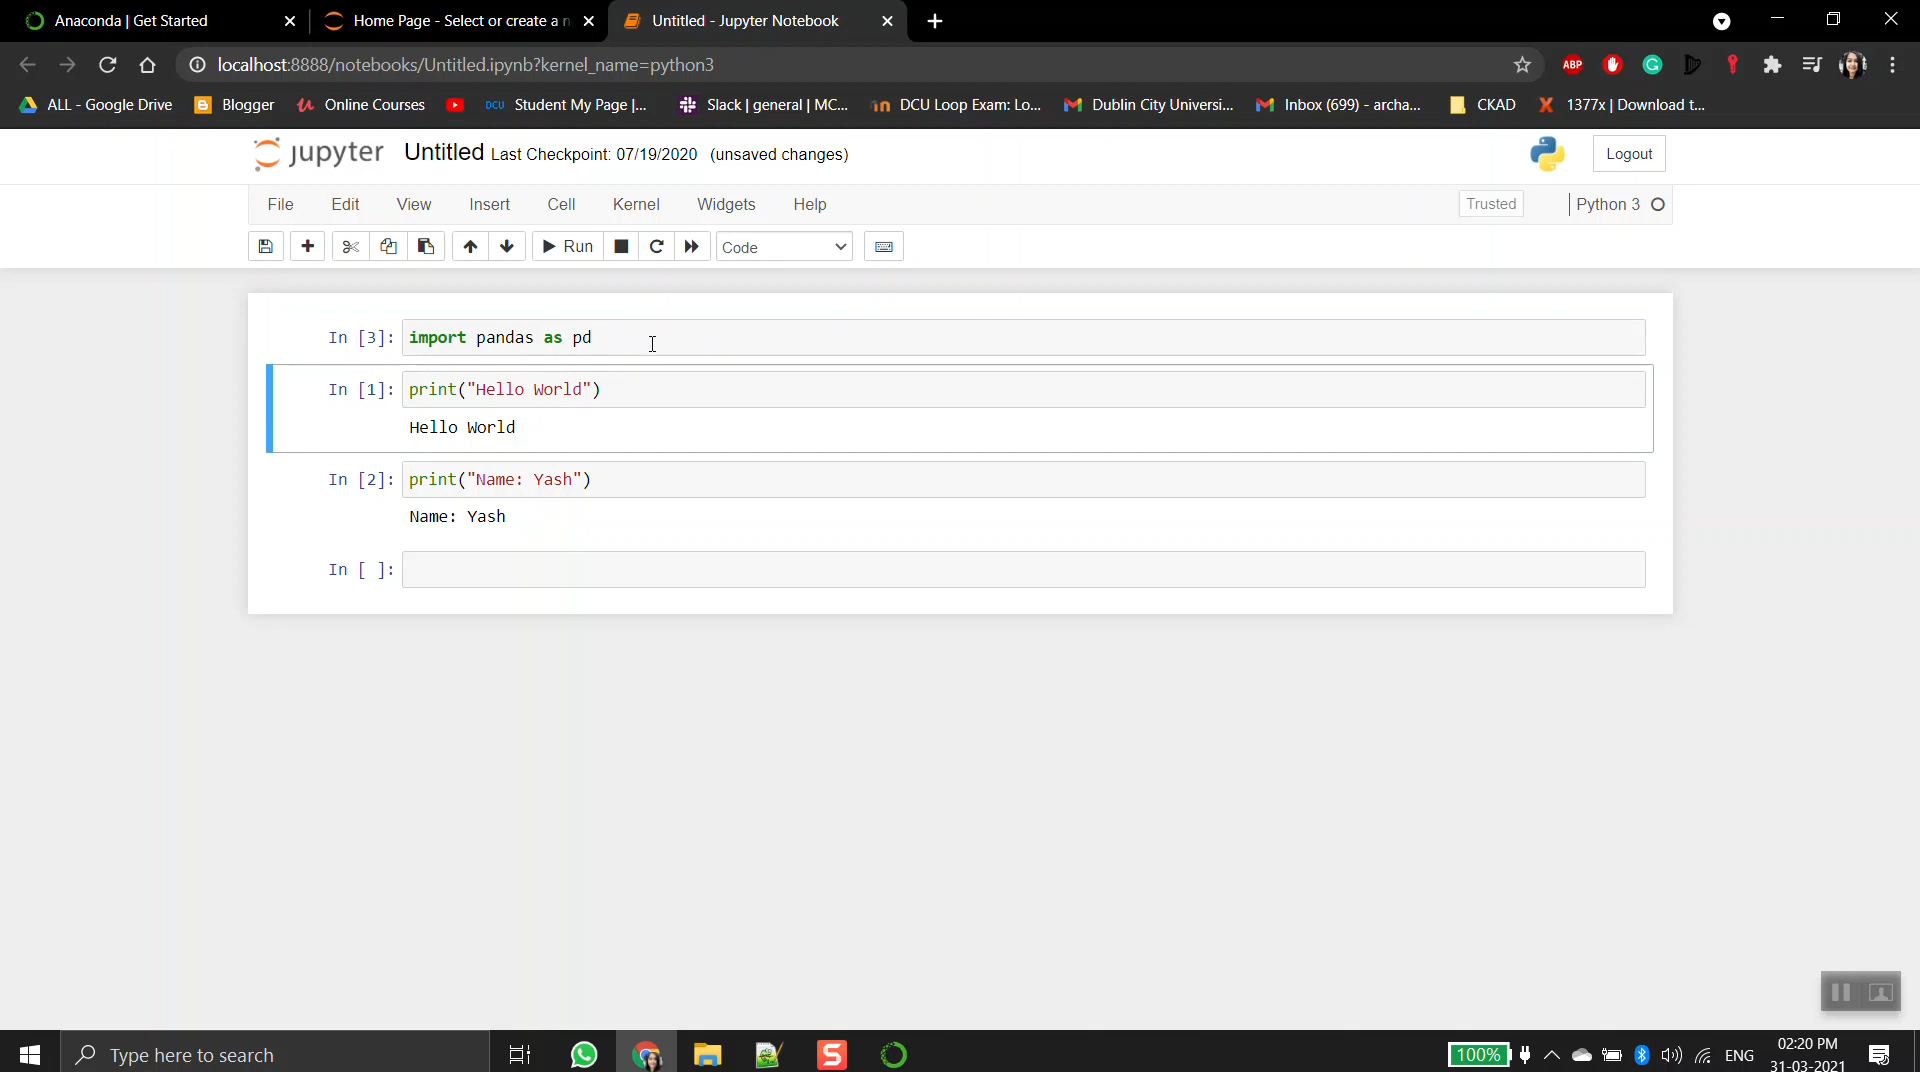 Anaconda | Get Started
Home Page - Select or create a n
Untitled - Jupyter Notebook
localhost:8888/notebooks/Untitled.ipynb?kernel_name=python3
ABP
ALL - Google Drive
Blogger
Online Courses
DCU Student My Page |...
Slack | general | MC...
DCU Loop Exam: Lo...
Dublin City Universi...
Inbox (699) - archa...
CKAD
1377x | Download t...
jupyter Untitled Last Checkpoint: 07/19/2020 (unsaved changes)
Logout
File Edit View Insert Cell Kernel Widgets Help
Trusted
Python 3
Run
Code
In [3]: import pandas as pd
In [1]: print("Hello World")
Hello World
In [2]: print("Name: Yash")
Name: Yash
In [ ]:
Type here to search
S
100%
ENG
02:20 PM
31-03-2021